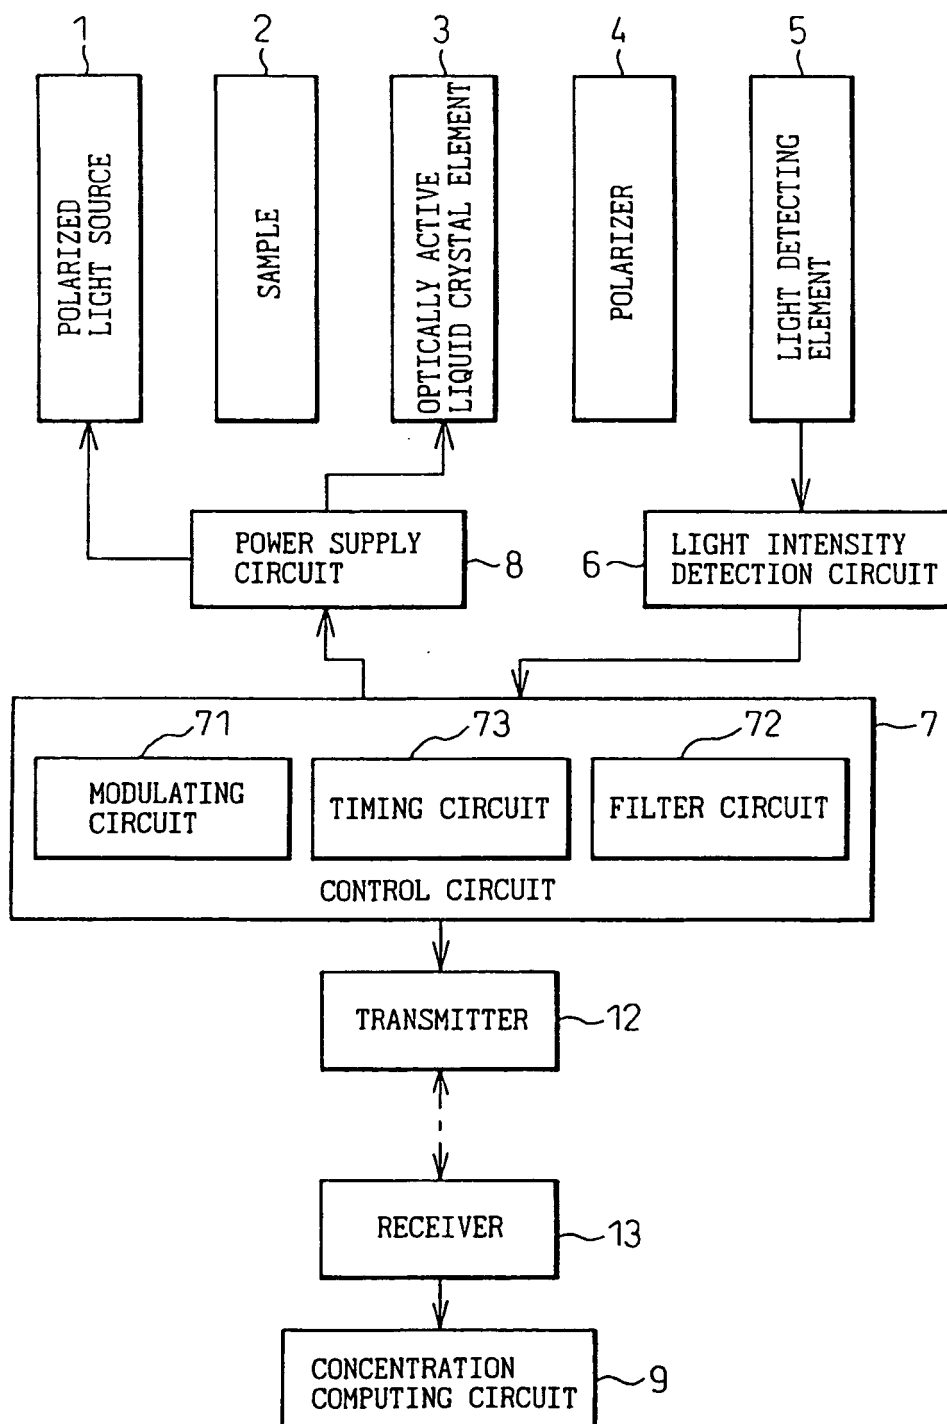 1
2
3
4
5
POLARIZED
LIGHT SOURCE
SAMPLE
OPTICALLY ACTIVE
LIQUID CRYSTAL ELEMENT
POLARIZER
LIGHT DETECTING
ELEMENT
POWER SUPPLY
CIRCUIT
8
6
LIGHT INTENSITY
DETECTION CIRCUIT
71
73
72
7
MODULATING
CIRCUIT
TIMING CIRCUIT
FILTER CIRCUIT
CONTROL CIRCUIT
TRANSMITTER
12
RECEIVER
13
CONCENTRATION
COMPUTING CIRCUIT
9